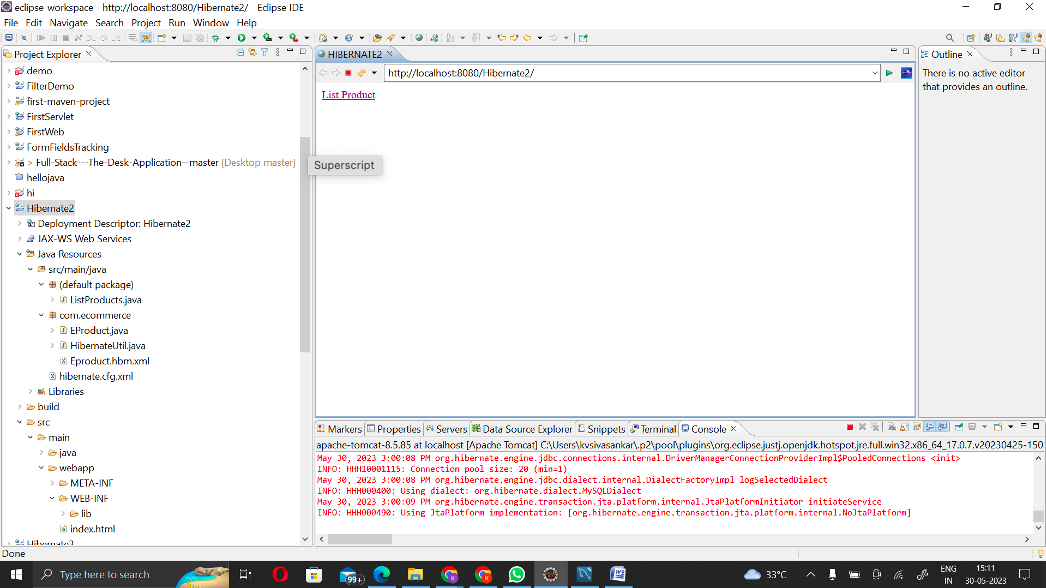 eclipse workspace - http://localhost:8080/Hibernate2/ - Eclipse IDE
File Edit Navigate Search Project Run Window Help
Project Explorer
demo
FilterDemo
first-maven-project
FirstServlet
FirstWeb
FormFieldsTracking
> Full-Stack---The-Desk-Application--master [Desktop master]
hellojava
hi
Hibernate2
Deployment Descriptor: Hibernate2
JAX-WS Web Services
Java Resources
src/main/java
(default package)
ListProducts.java
com.ecommerce
EProduct.java
HibernateUtil.java
Eproduct.hbm.xml
hibernate.cfg.xml
Libraries
build
src
main
java
webapp
META-INF
WEB-INF
lib
index.html
Hibernate3
HIBERNATE2
http://localhost:8080/Hibernate2/
List Product
Superscript
Outline
There is no active editor
that provides an outline.
Markers Properties Servers Data Source Explorer Snippets Terminal Console
apache-tomcat-8.5.85 at localhost [Apache Tomcat] C:\Users\kvsivasankar\.p2\pool\plugins\org.eclipse.justj.openjdk.hotspot.jre.full.win32.x86_64_17.0.7.v20230425-150
May 30, 2023 3:00:08 PM org.hibernate.engine.jdbc.connections.internal.DriverManagerConnectionProviderImpl$PooledConnections <init>
INFO: HHH10001115: Connection pool size: 20 (min=1)
May 30, 2023 3:00:08 PM org.hibernate.engine.jdbc.dialect.internal.DialectFactoryImpl logSelectedDialect
INFO: HHH000400: Using dialect: org.hibernate.dialect.MySQLDialect
May 30, 2023 3:00:09 PM org.hibernate.engine.transaction.jta.platform.internal.JtaPlatformInitiator initiateService
INFO: HHH000490: Using JtaPlatform implementation: [org.hibernate.engine.transaction.jta.platform.internal.NoJtaPlatform]
Done
Type here to search
99+
33°C
ENG
IN
15:11
30-05-2023